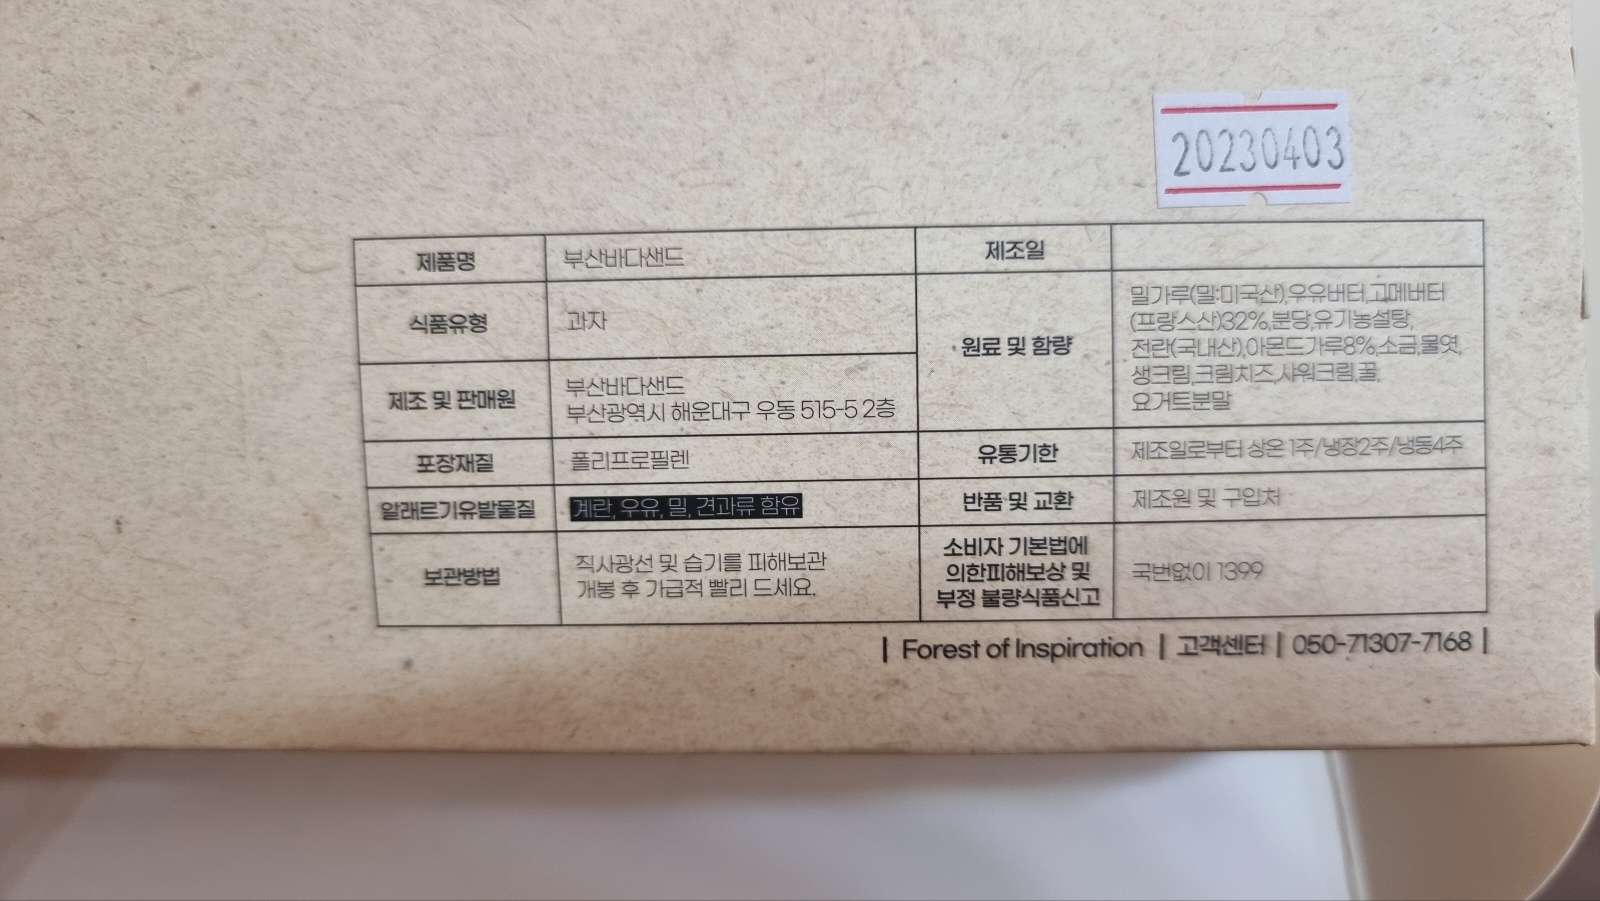 20230403
제품명
부산바다샌드
제조일
식품유형
과자
원료 및 함량
밀가루(밀:미국산),우유버터,고메버터
(프랑스산)32%,분당,유기농설탕,
전란(국내산),아몬드가루8%,소금,물엿,
생크림,크림치즈,사워크림,꿀,
요거트분말
제조 및 판매원
부산바다샌드
부산광역시 해운대구 우동 515-5 2층
포장재질
폴리프로필렌
유통기한
제조일로부터 상온 1주/냉장2주/냉동4주
알래르기유발물질
계란, 우유, 밀, 견과류 함유
반품 및 교환
제조원 및 구입처
보관방법
직사광선 및 습기를 피해보관
개봉 후 가급적 빨리 드세요.
소비자 기본법에
의한피해보상 및
부정 불량식품신고
국번없이 1399
| Forest of Inspiration | 고객센터 | 050-71307-7168 |